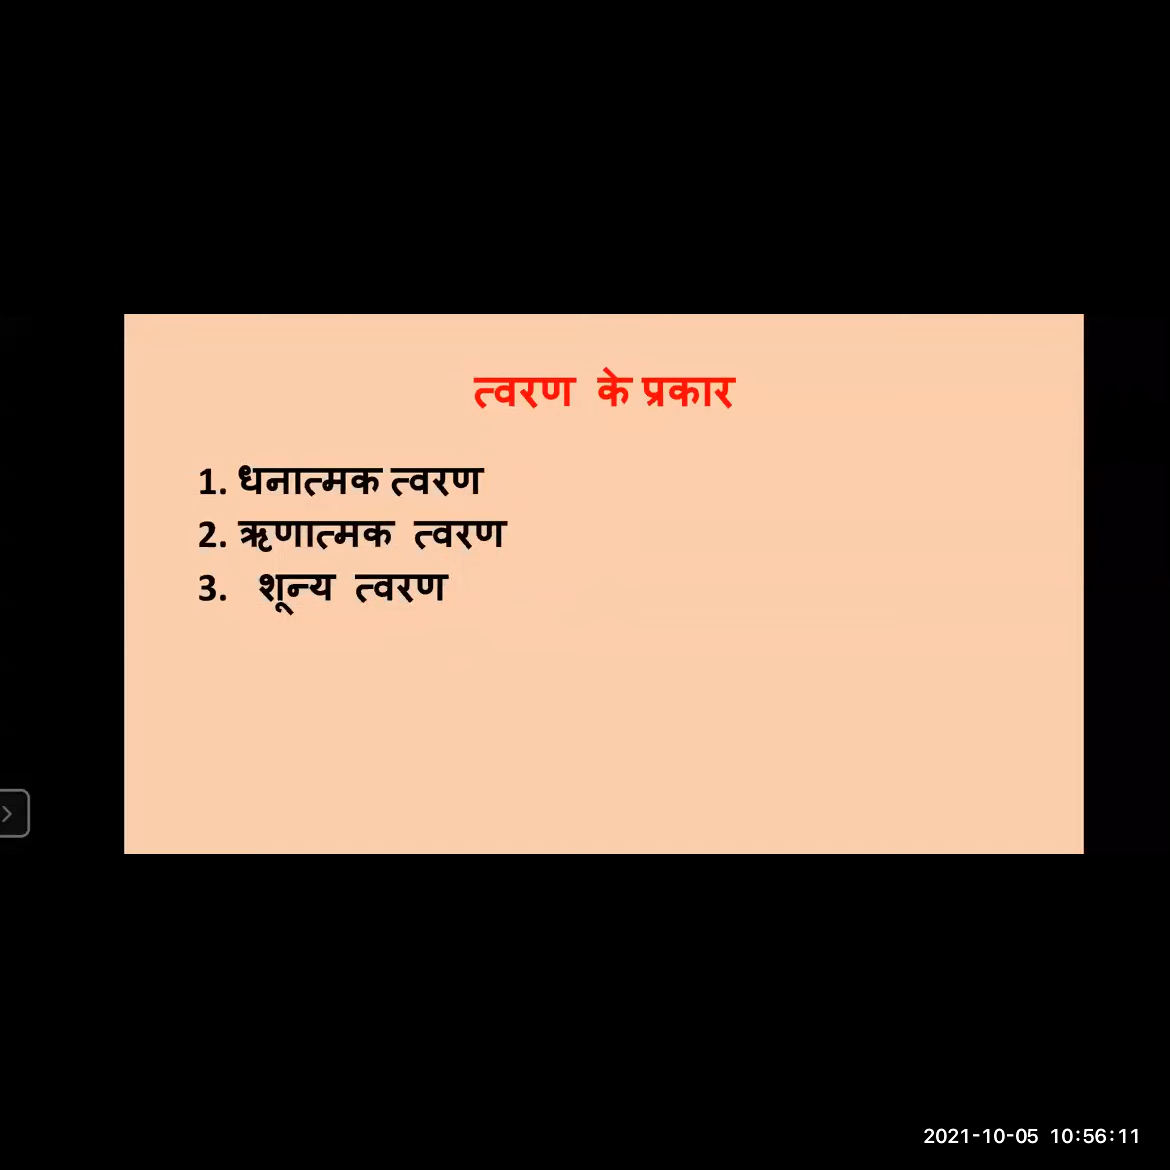 त्वरण के प्रकार
1. धनात्मक त्वरण
2. ऋणात्मक त्वरण
3. शून्य त्वरण
2021-10-05 10:56:11